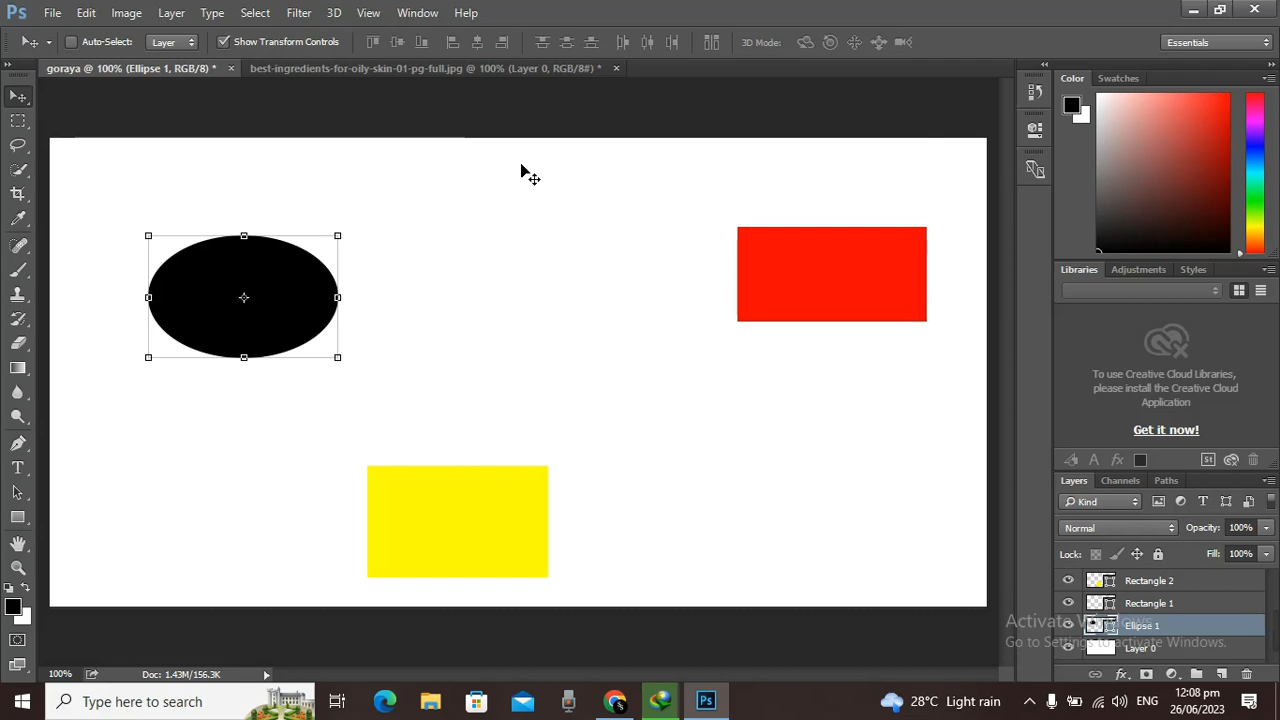 Ps File Edit Image Layer Type Select Filter 3D View Window Help
Auto-Select: Layer Show Transform Controls 3D Mode: Essentials
goraya @ 100% (Ellipse 1, RGB/8) * × best-ingredients-for-oily-skin-01-pg-full.jpg @ 100% (Layer 0, RGB/8#) * ×
Color Swatches
Libraries Adjustments Styles
To use Creative Cloud Libraries,
please install the Creative Cloud
Application
Get it now!
St
Layers Channels Paths
Kind
Normal Opacity: 100%
Lock: Fill: 100%
Rectangle 2
Rectangle 1
Ellipse 1
Layer 0
Activate Windows
Go to Settings to activate Windows.
100% Doc: 1.43M/156.3K
Type here to search
28°C Light rain
ENG
12:08 pm
26/06/2023